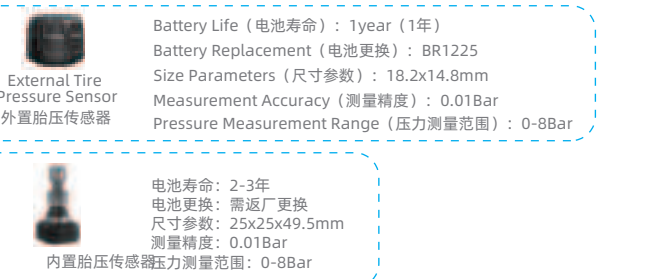 Battery Life（电池寿命）：1year（1年）
Battery Replacement（电池更换）：BR1225
Size Parameters（尺寸参数）：18.2x14.8mm
Measurement Accuracy（测量精度）：0.01Bar
Pressure Measurement Range（压力测量范围）：0-8Bar
External Tire
Pressure Sensor
外置胎压传感器
电池寿命：2-3年
电池更换：需返厂更换
尺寸参数：25x25x49.5mm
测量精度：0.01Bar
压力测量范围：0-8Bar
内置胎压传感器